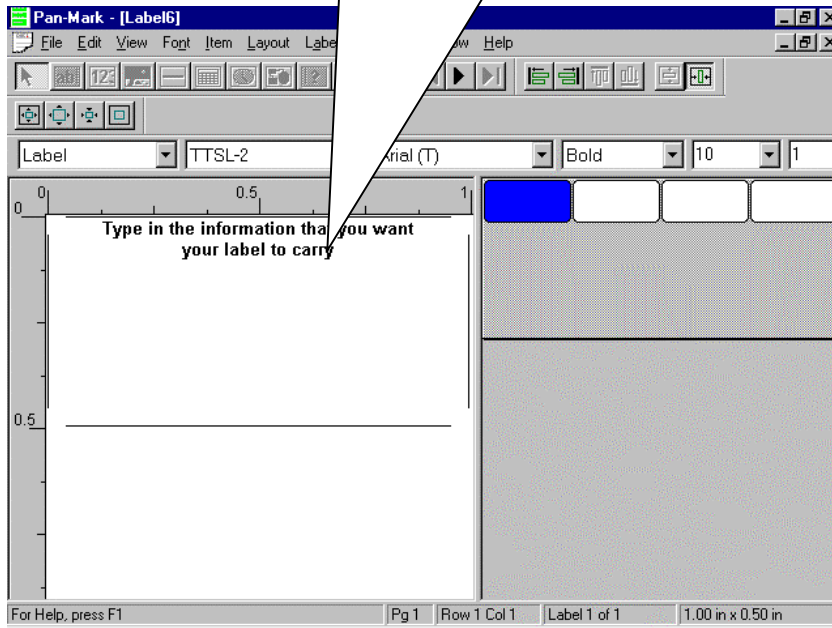 Pan-Mark - [Label6]
File Edit View Font Item Layout Help
Label TTSL-2 Arial (T) Bold 10 1
0 0.5 1
0
Type in the information that you want
your label to carry
0.5
For Help, press F1 Pg 1 Row 1 Col 1 Label 1 of 1 1.00 in x 0.50 in